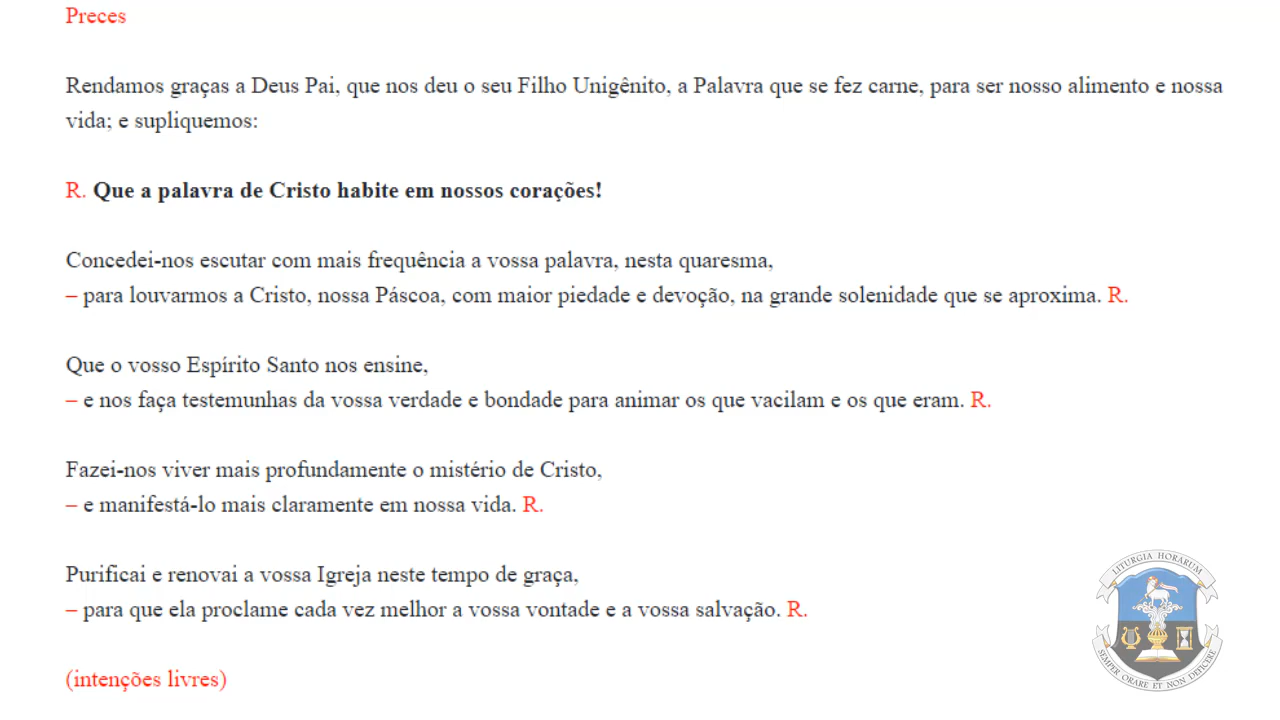 Preces
Rendamos graças a Deus Pai, que nos deu o seu Filho Unigênito, a Palavra que se fez carne, para ser nosso alimento e nossa
vida; e supliquemos:
R. Que a palavra de Cristo habite em nossos corações!
Concedei-nos escutar com mais frequência a vossa palavra, nesta quaresma,
– para louvarmos a Cristo, nossa Páscoa, com maior piedade e devoção, na grande solenidade que se aproxima. R.
Que o vosso Espírito Santo nos ensine,
– e nos faça testemunhas da vossa verdade e bondade para animar os que vacilam e os que eram. R.
Fazei-nos viver mais profundamente o mistério de Cristo,
– e manifestá-lo mais claramente em nossa vida. R.
Purificai e renovai a vossa Igreja neste tempo de graça,
– para que ela proclame cada vez melhor a vossa vontade e a vossa salvação. R.
(intenções livres)
LITURGIA HORARUM
SEMPER ORARE ET NON DEFICERE